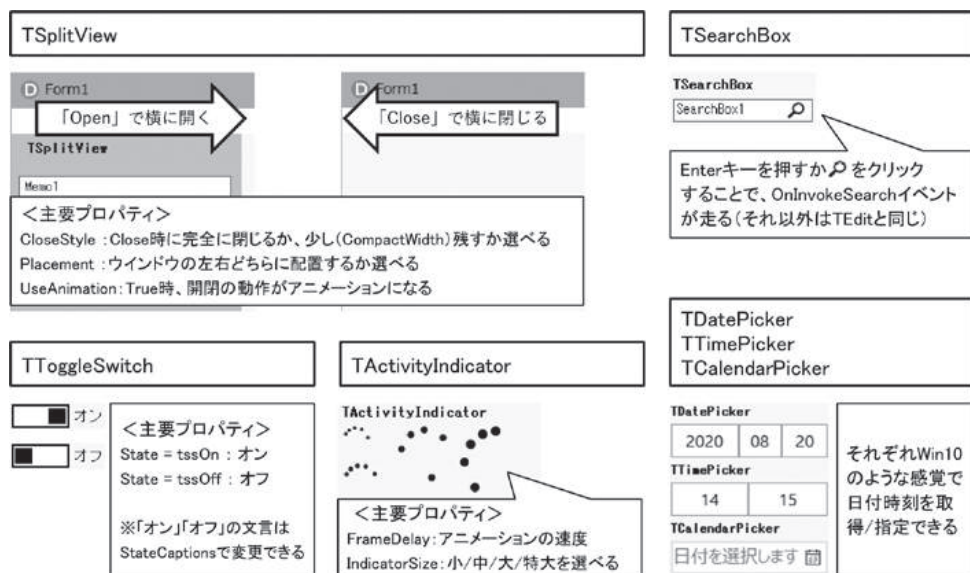 TSplitView
Form1
「Open」で横に開く
TSplitView
Memo1
Form1
「Close」で横に閉じる
＜主要プロパティ＞
CloseStyle：Close時に完全に閉じるか、少し(CompactWidth)残すか選べる
Placement：ウインドウの左右どちらに配置するか選べる
UseAnimation：True時、開閉の動作がアニメーションになる
TSearchBox
TSearchBox
SearchBox1
Enterキーを押すか🔎をクリック
することで、OnInvokeSearchイベント
が走る(それ以外はTEditと同じ)
TToggleSwitch
オン
オフ
＜主要プロパティ＞
State = tssOn：オン
State = tssOff：オフ
※「オン」「オフ」の文言は
StateCaptionsで変更できる
TActivityIndicator
TActivityIndicator
＜主要プロパティ＞
FrameDelay：アニメーションの速度
IndicatorSize：小/中/大/特大を選べる
TDatePicker
TTimePicker
TCalendarPicker
TDatePicker
2020 08 20
TTimePicker
14 15
TCalendarPicker
日付を選択します
それぞれWin10
のような感覚で
日付時刻を取
得/指定できる